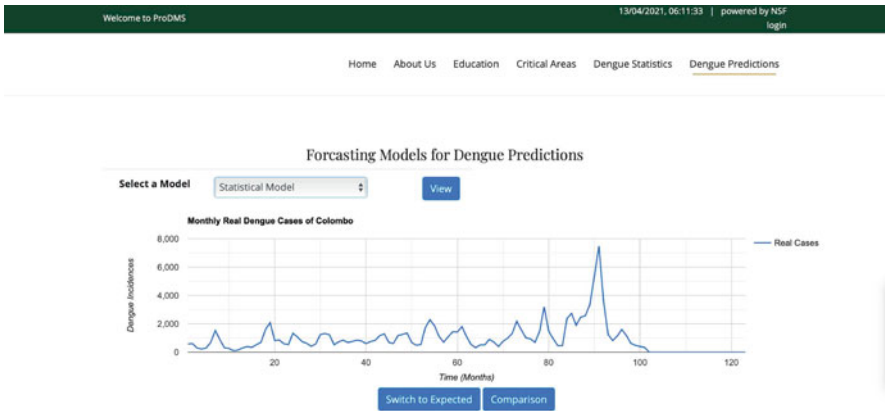 Welcome to ProDMS
13/04/2021, 06:11:33 | powered by NSF
login
Home About Us Education Critical Areas Dengue Statistics Dengue Predictions
Forcasting Models for Dengue Predictions
Select a Model Statistical Model View
Monthly Real Dengue Cases of Colombo
8,000
6,000
4,000
2,000
0
Dengue Incidences
Real Cases
20 40 60 80 100 120
Time (Months)
Switch to Expected Comparison